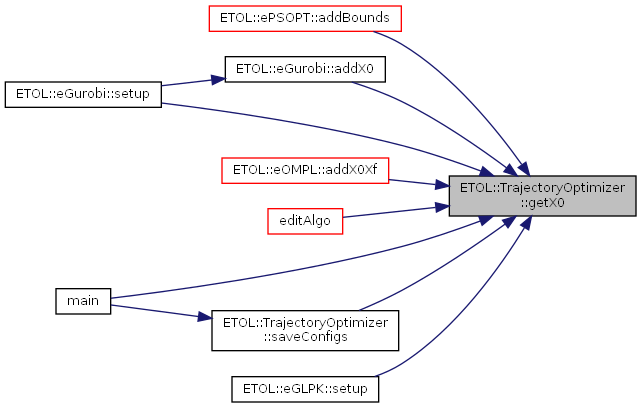 ETOL::ePSOPT::addBounds
ETOL::eGurobi::addX0
ETOL::eGurobi::setup
ETOL::eOMPL::addX0Xf
ETOL::TrajectoryOptimizer
::getX0
editAlgo
main
ETOL::TrajectoryOptimizer
::saveConfigs
ETOL::eGLPK::setup